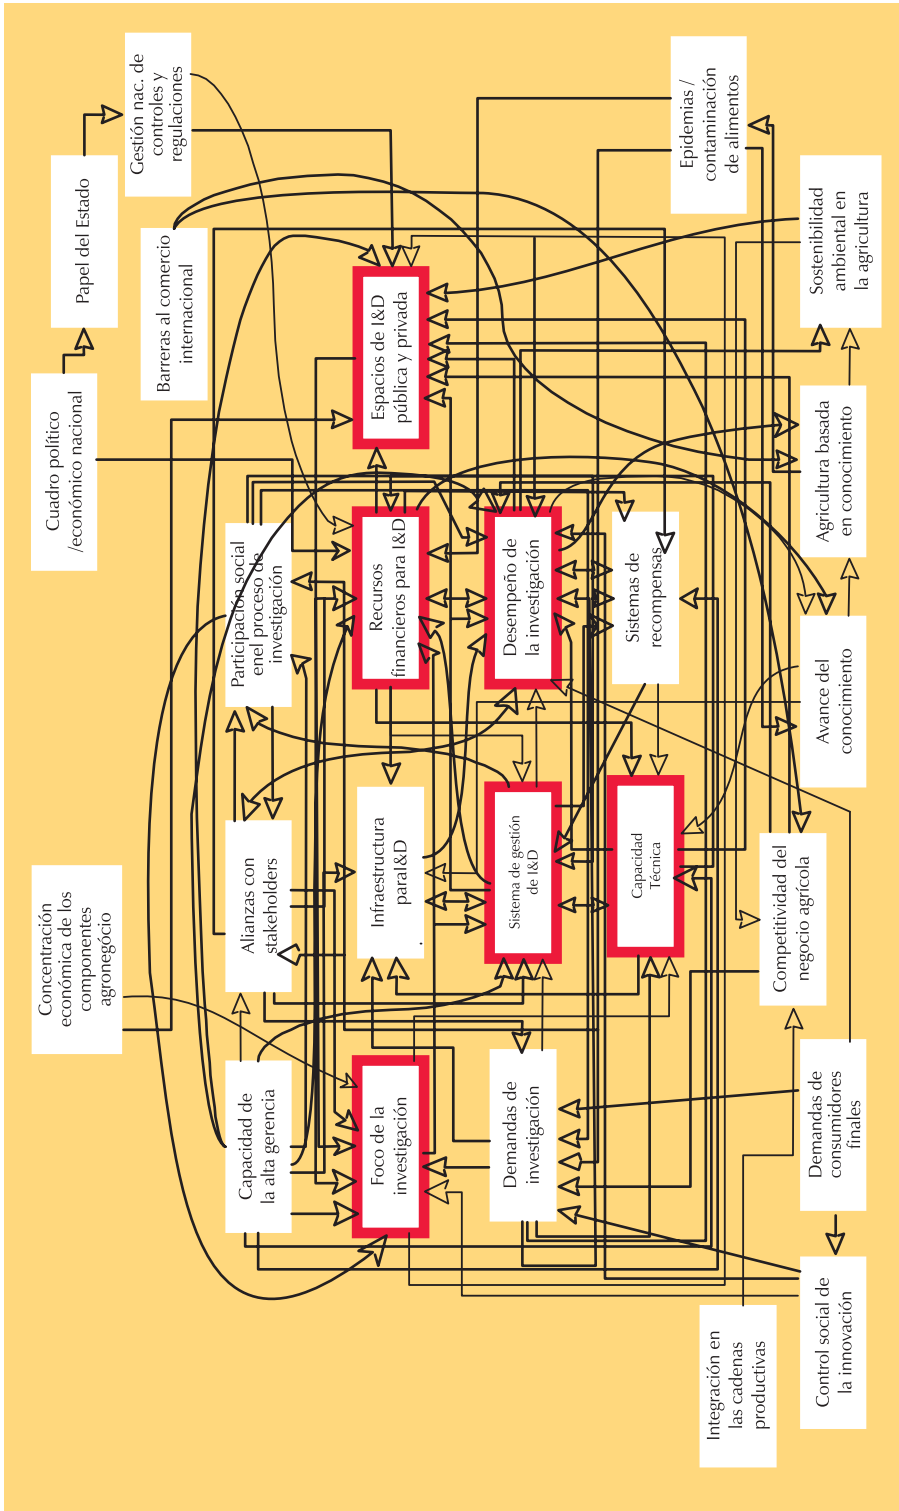 Cuadro político
/económico nacional
Papel del Estado
Gestión nac. de
controles y
regulaciones
Barreras al comercio
internacional
Concentración
económica de los
componentes
agronegócio
Capacidad de
la alta gerencia
Alianzas con
stakeholders
Participación social
enel proceso de
investigación
Foco de la
investigación
Infraestructura
paraI&D
.
Recursos
financieros para I&D
Espacios de I&D
pública y privada
Demandas de
investigación
Sistema de gestión
de I&D
Desempeño de
la investigación
Capacidad
Técnica
Sistemas de
recompensas
Epidemias /
contaminación
de alimentos
Integración en
las cadenas
productivas
Competitividad del
negocio agrícola
Control social de
la innovación
Demandas de
consumidores
finales
Avance del
conocimiento
Agricultura basada
en conocimiento
Sostenibilidad
ambiental en
la agricultura